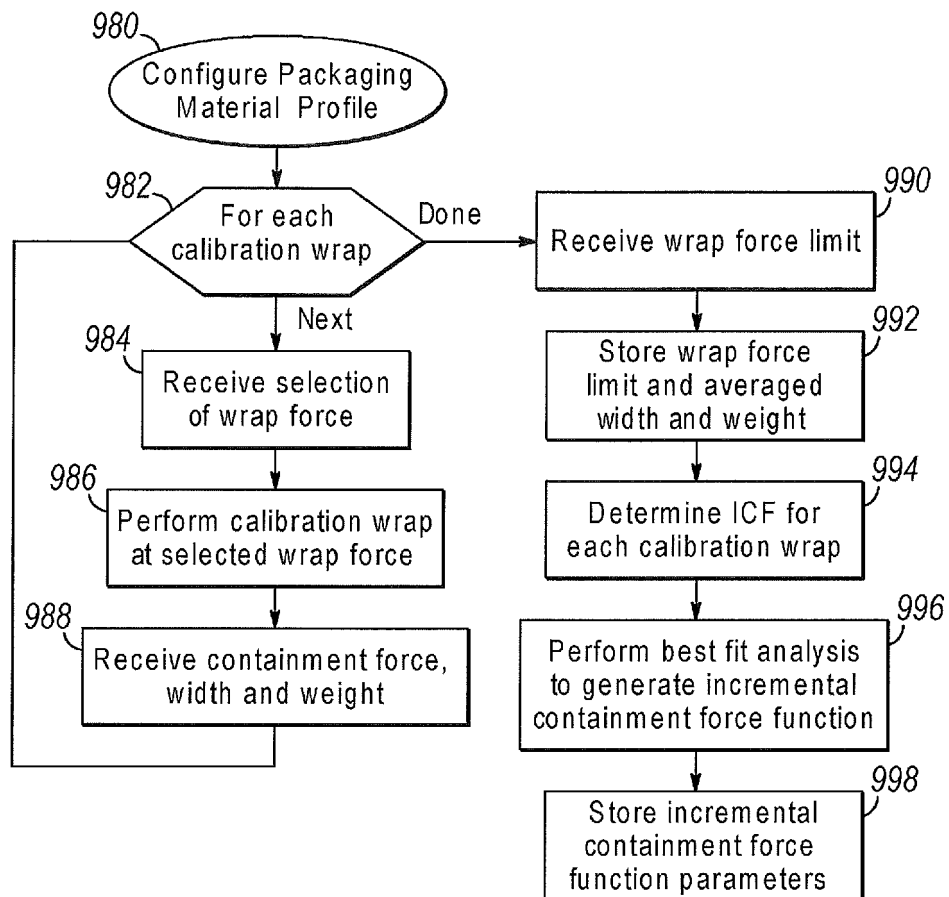 980
Configure Packaging
Material Profile
982
For each
calibration wrap
Done
Next
984
Receive selection
of wrap force
986
Perform calibration wrap
at selected wrap force
988
Receive containment force,
width and weight
990
Receive wrap force limit
992
Store wrap force
limit and averaged
width and weight
994
Determine ICF for
each calibration wrap
996
Perform best fit analysis
to generate incremental
containment force function
998
Store incremental
containment force
function parameters